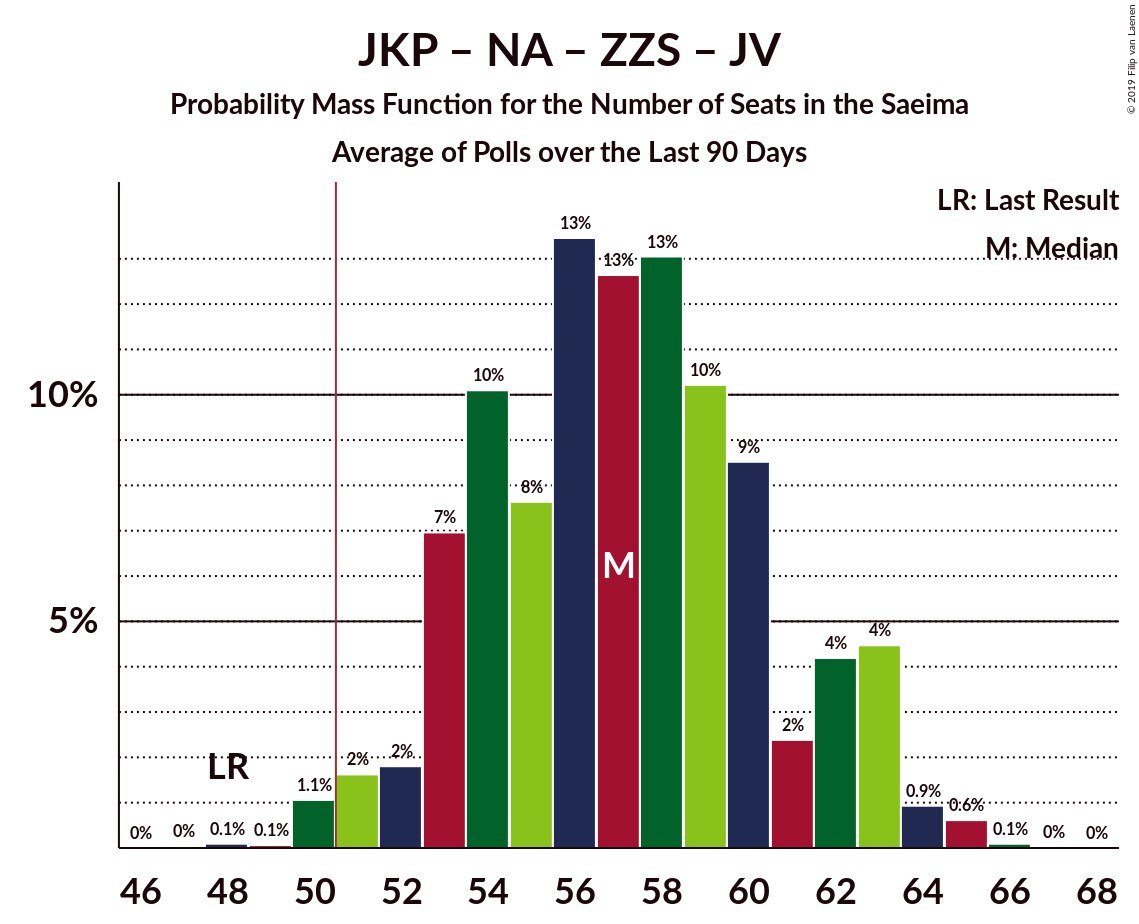 JKP – NA – ZZS – JV
Probability Mass Function for the Number of Seats in the Saeima
Average of Polls over the Last 90 Days
© 2019 Filip van Laenen
LR: Last Result
M: Median
10%
5%
0%
0%
0.1%
0.1%
1.1%
2%
2%
7%
10%
8%
13%
13%
13%
10%
9%
2%
4%
4%
0.9%
0.6%
0.1%
0%
0%
LR
M
46 48 50 52 54 56 58 60 62 64 66 68